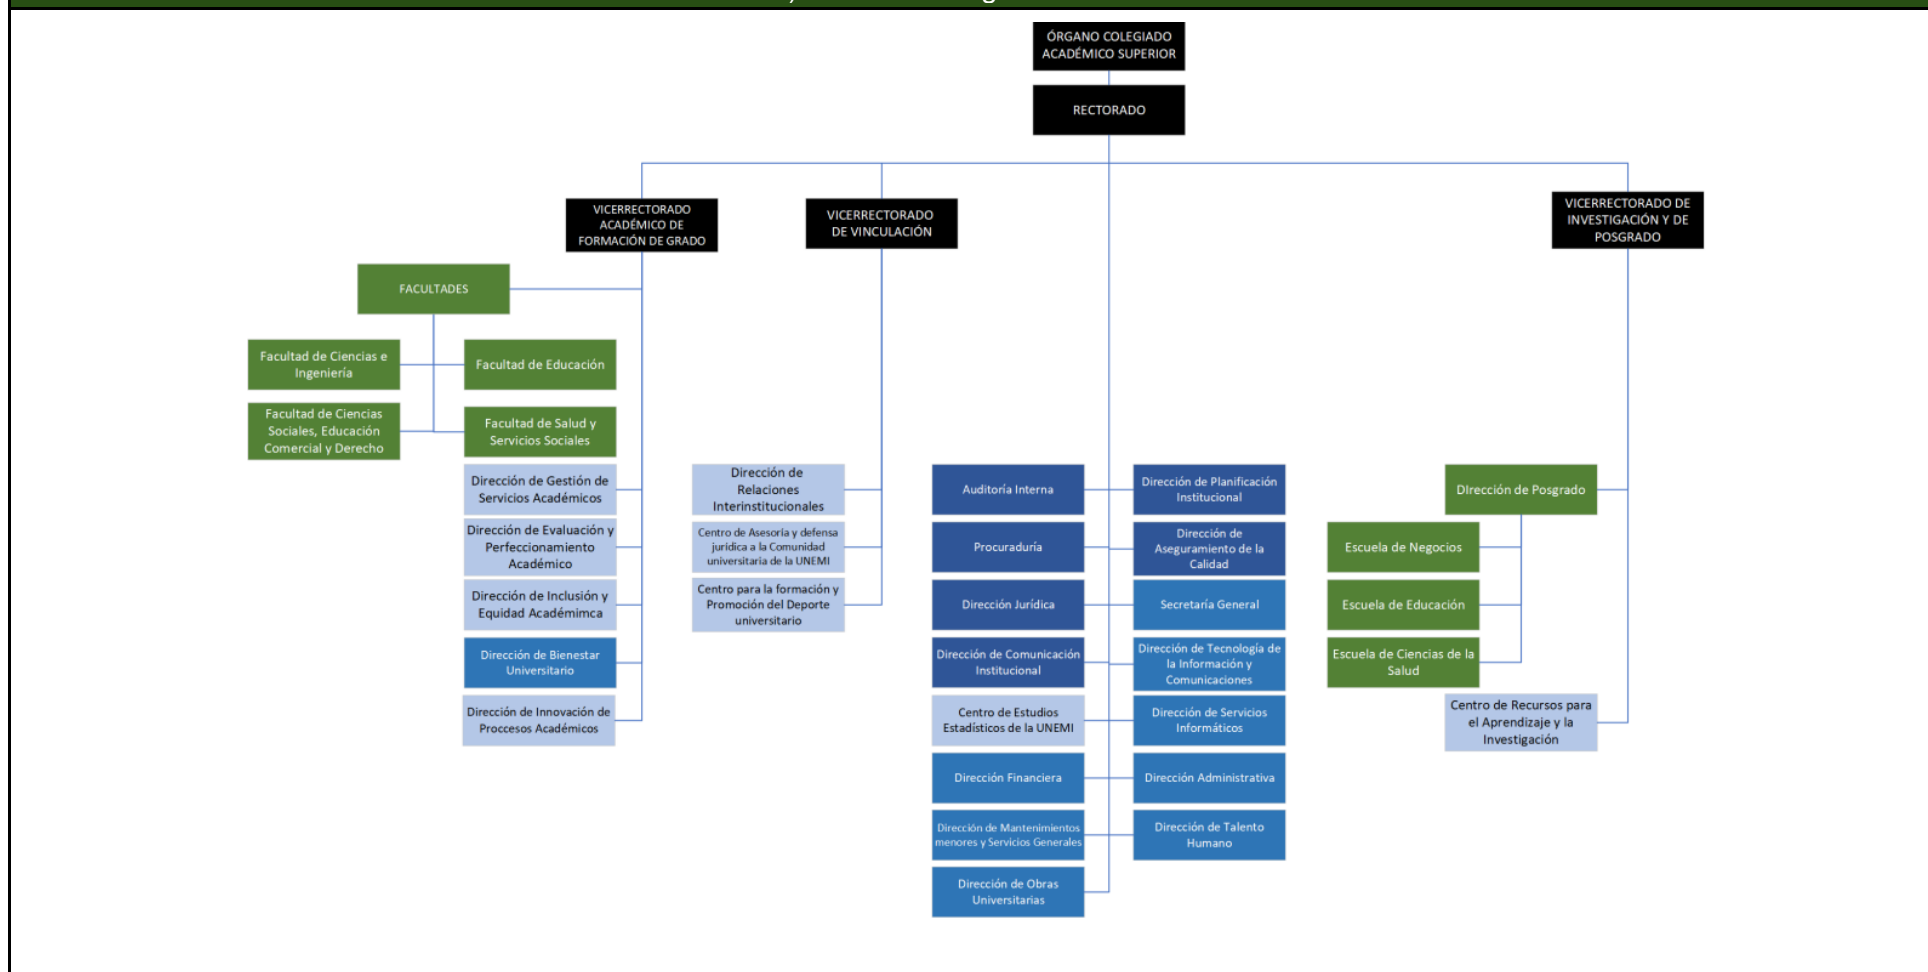 ÓRGANO COLEGIADO
ACADÉMICO SUPERIOR
RECTORADO
VICERRECTORADO
ACADÉMICO DE
FORMACIÓN DE GRADO
VICERRECTORADO
DE VINCULACIÓN
VICERRECTORADO DE
INVESTIGACIÓN Y DE
POSGRADO
FACULTADES
Facultad de Ciencias e
Ingeniería
Facultad de Educación
Facultad de Ciencias
Sociales, Educación
Comercial y Derecho
Facultad de Salud y
Servicios Sociales
Dirección de Gestión de
Servicios Académicos
Dirección de Evaluación y
Perfeccionamiento
Académico
Dirección de Inclusión y
Equidad Académimca
Dirección de Bienestar
Universitario
Dirección de Innovación de
Proccesos Académicos
Dirección de
Relaciones
Interinstitucionales
Centro de Asesoría y defensa
jurídica a la Comunidad
universitaria de la UNEMI
Centro para la formación y
Promoción del Deporte
universitario
Auditoría Interna
Dirección de Planificación
Institucional
Procuraduría
Dirección de
Aseguramiento de la
Calidad
Dirección Jurídica
Secretaría General
Dirección de Comunicación
Institucional
Dirección de Tecnología de
la Información y
Comunicaciones
Centro de Estudios
Estadísticos de la UNEMI
Dirección de Servicios
Informáticos
Dirección Financiera
Dirección Administrativa
Dirección de Mantenimientos
menores y Servicios Generales
Dirección de Talento
Humano
Dirección de Obras
Universitarias
DIrección de Posgrado
Escuela de Negocios
Escuela de Educación
Escuela de Ciencias de la
Salud
Centro de Recursos para
el Aprendizaje y la
Investigación